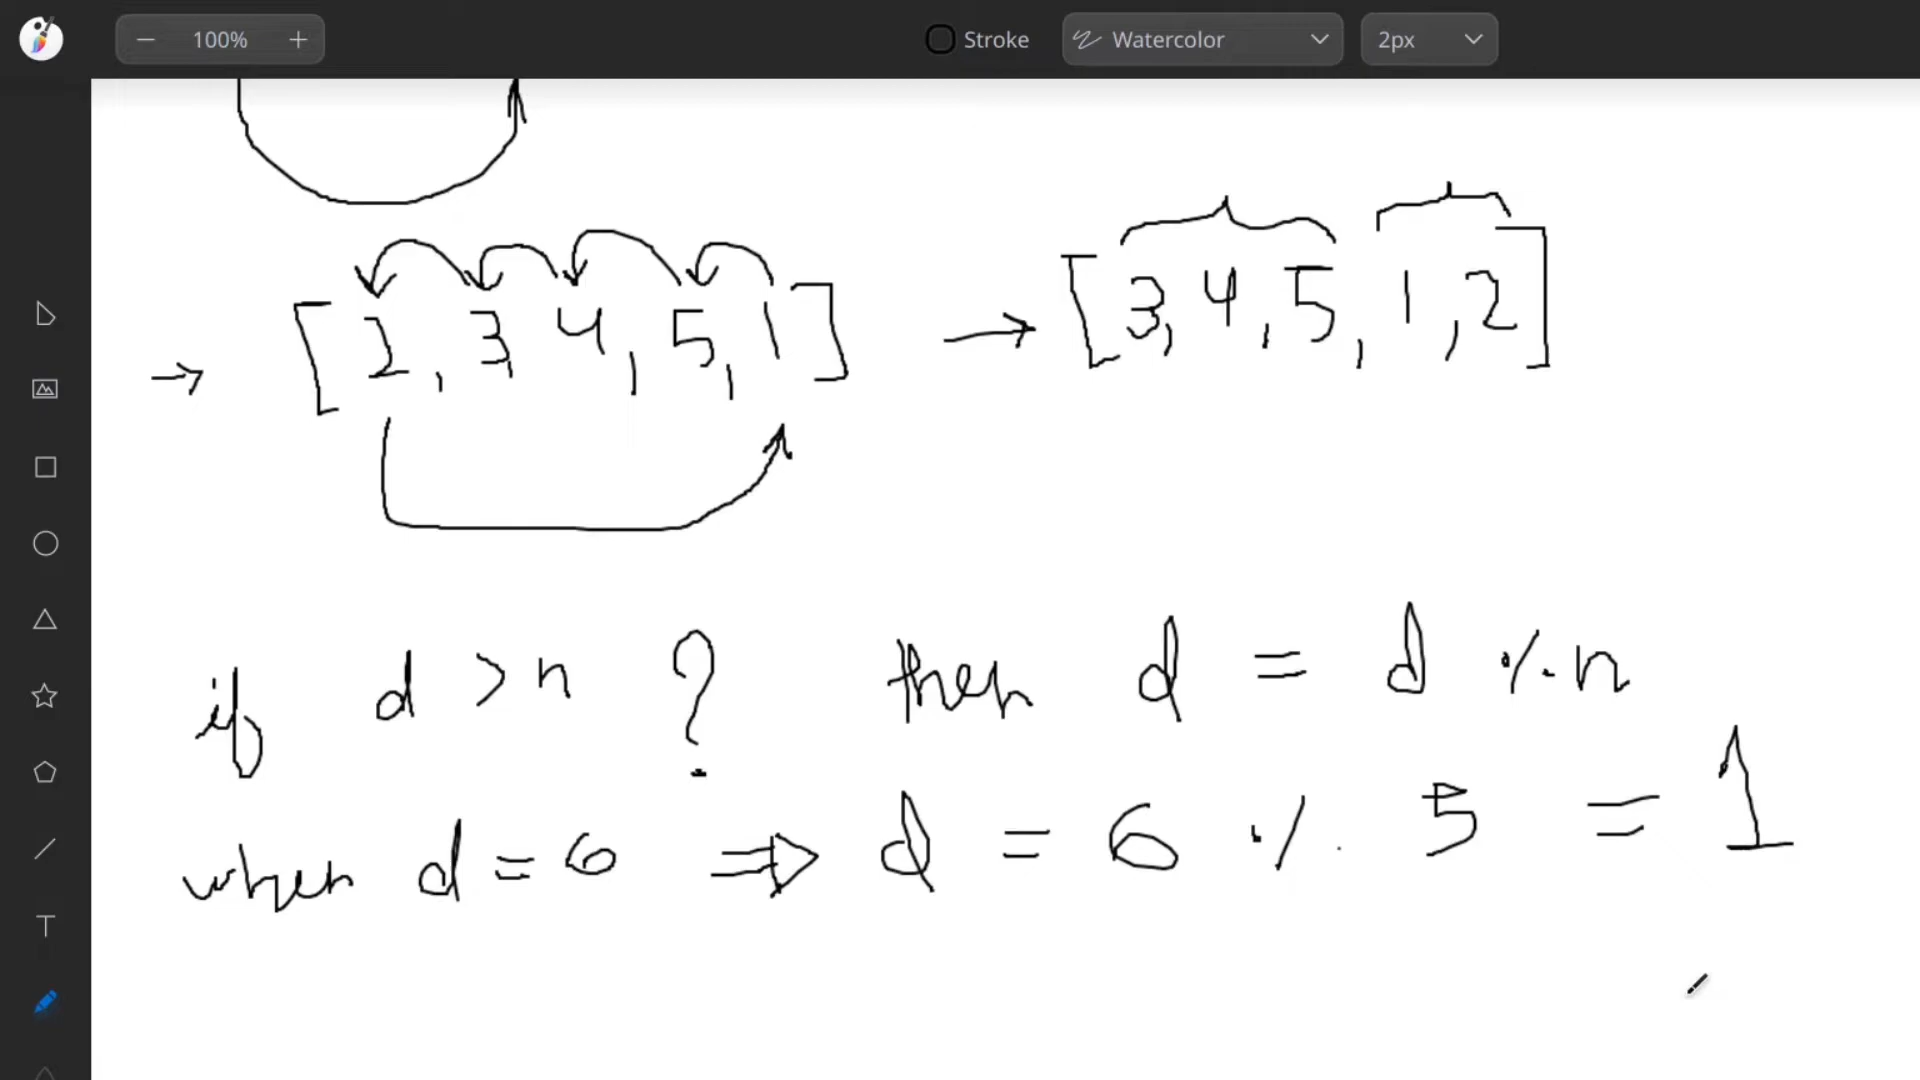 100%
Stroke
Watercolor
2px
→ [2, 3, 4, 5, 1] → [3, 4, 5, 1, 2]
if d > n ? then d = d % n
when d = 6 ⇒ d = 6 % 5 = 1
T